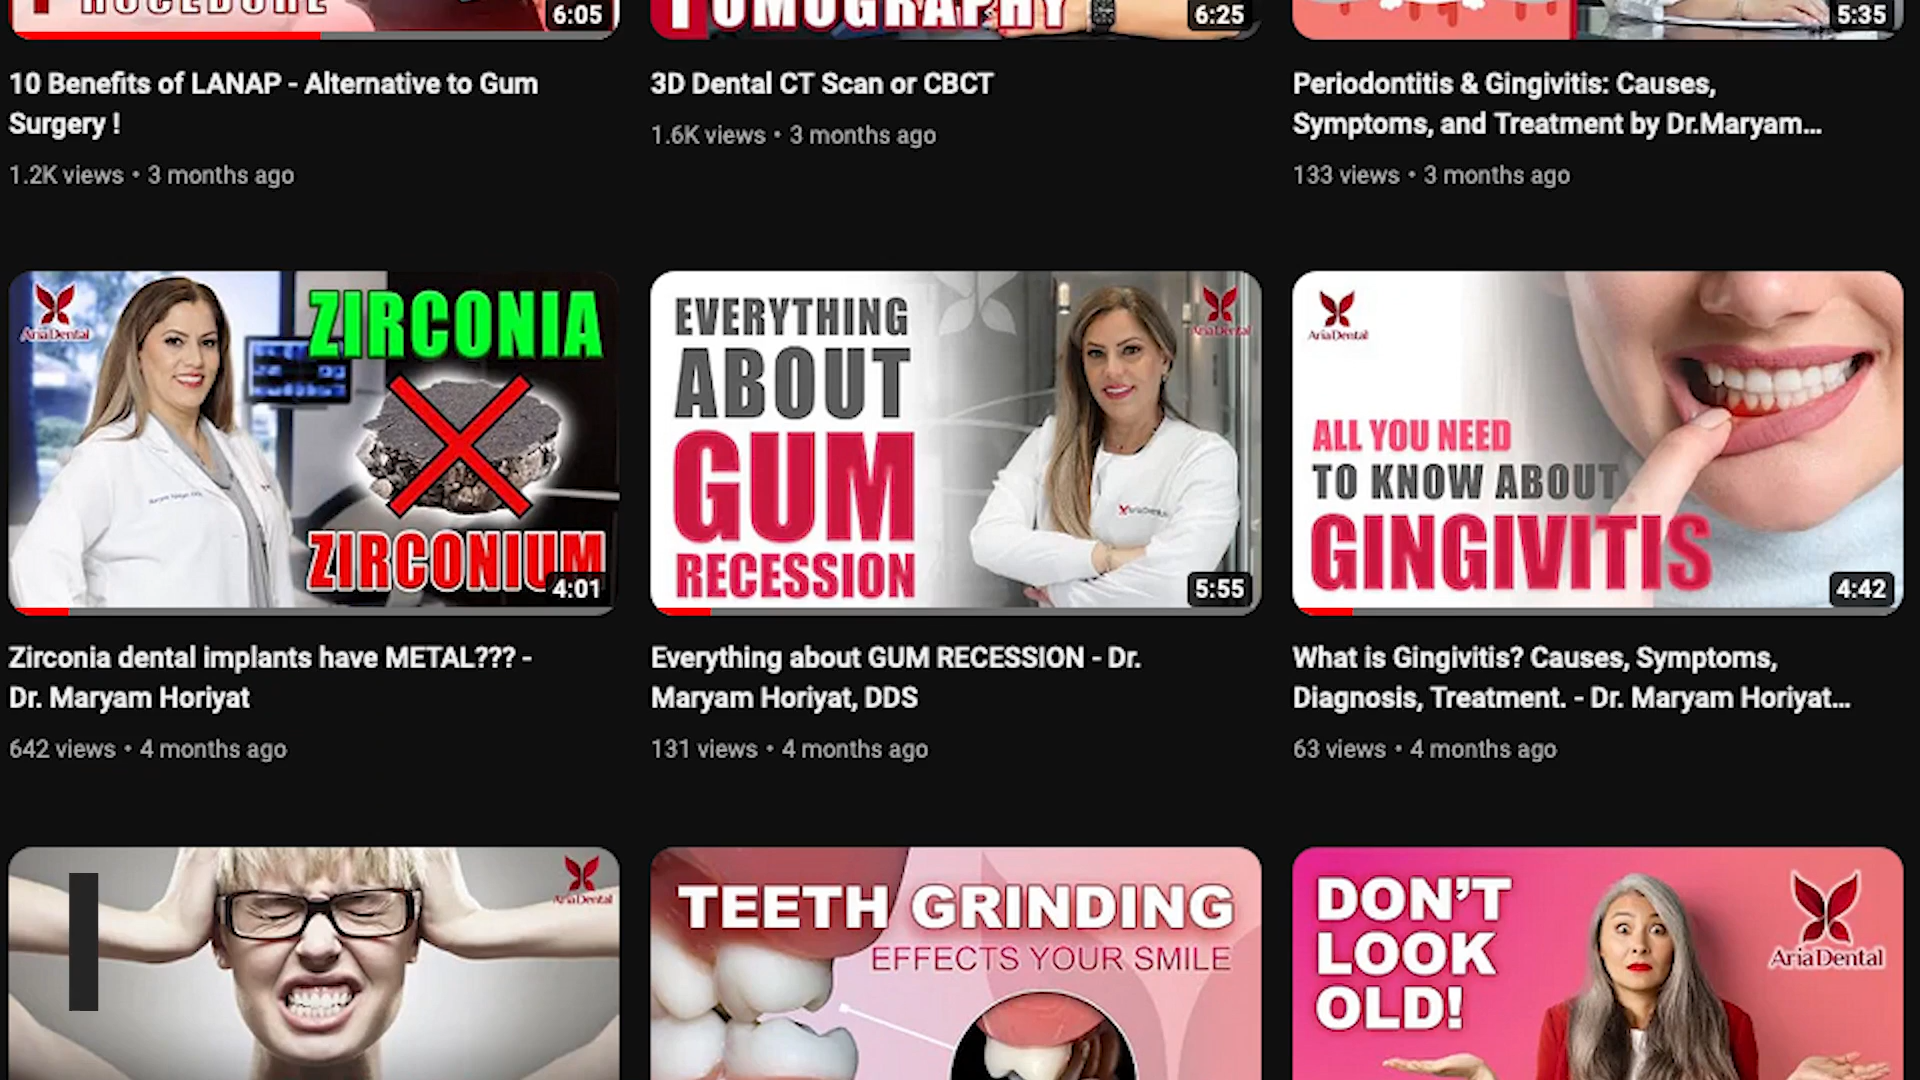 PROCEDURE
6:05
TOMOGRAPHY
6:25
5:35
10 Benefits of LANAP - Alternative to Gum
Surgery !
1.2K views • 3 months ago
3D Dental CT Scan or CBCT
1.6K views • 3 months ago
Periodontitis & Gingivitis: Causes,
Symptoms, and Treatment by Dr.Maryam...
133 views • 3 months ago
AriaDental
ZIRCONIA
ZIRCONIUM
4:01
EVERYTHING
ABOUT
GUM
RECESSION
AriaDental
5:55
AriaDental
ALL YOU NEED
TO KNOW ABOUT
GINGIVITIS
4:42
Zirconia dental implants have METAL??? -
Dr. Maryam Horiyat
642 views • 4 months ago
Everything about GUM RECESSION - Dr.
Maryam Horiyat, DDS
131 views • 4 months ago
What is Gingivitis? Causes, Symptoms,
Diagnosis, Treatment. - Dr. Maryam Horiyat...
63 views • 4 months ago
AriaDental
TEETH GRINDING
EFFECTS YOUR SMILE
DON'T
LOOK
OLD!
AriaDental